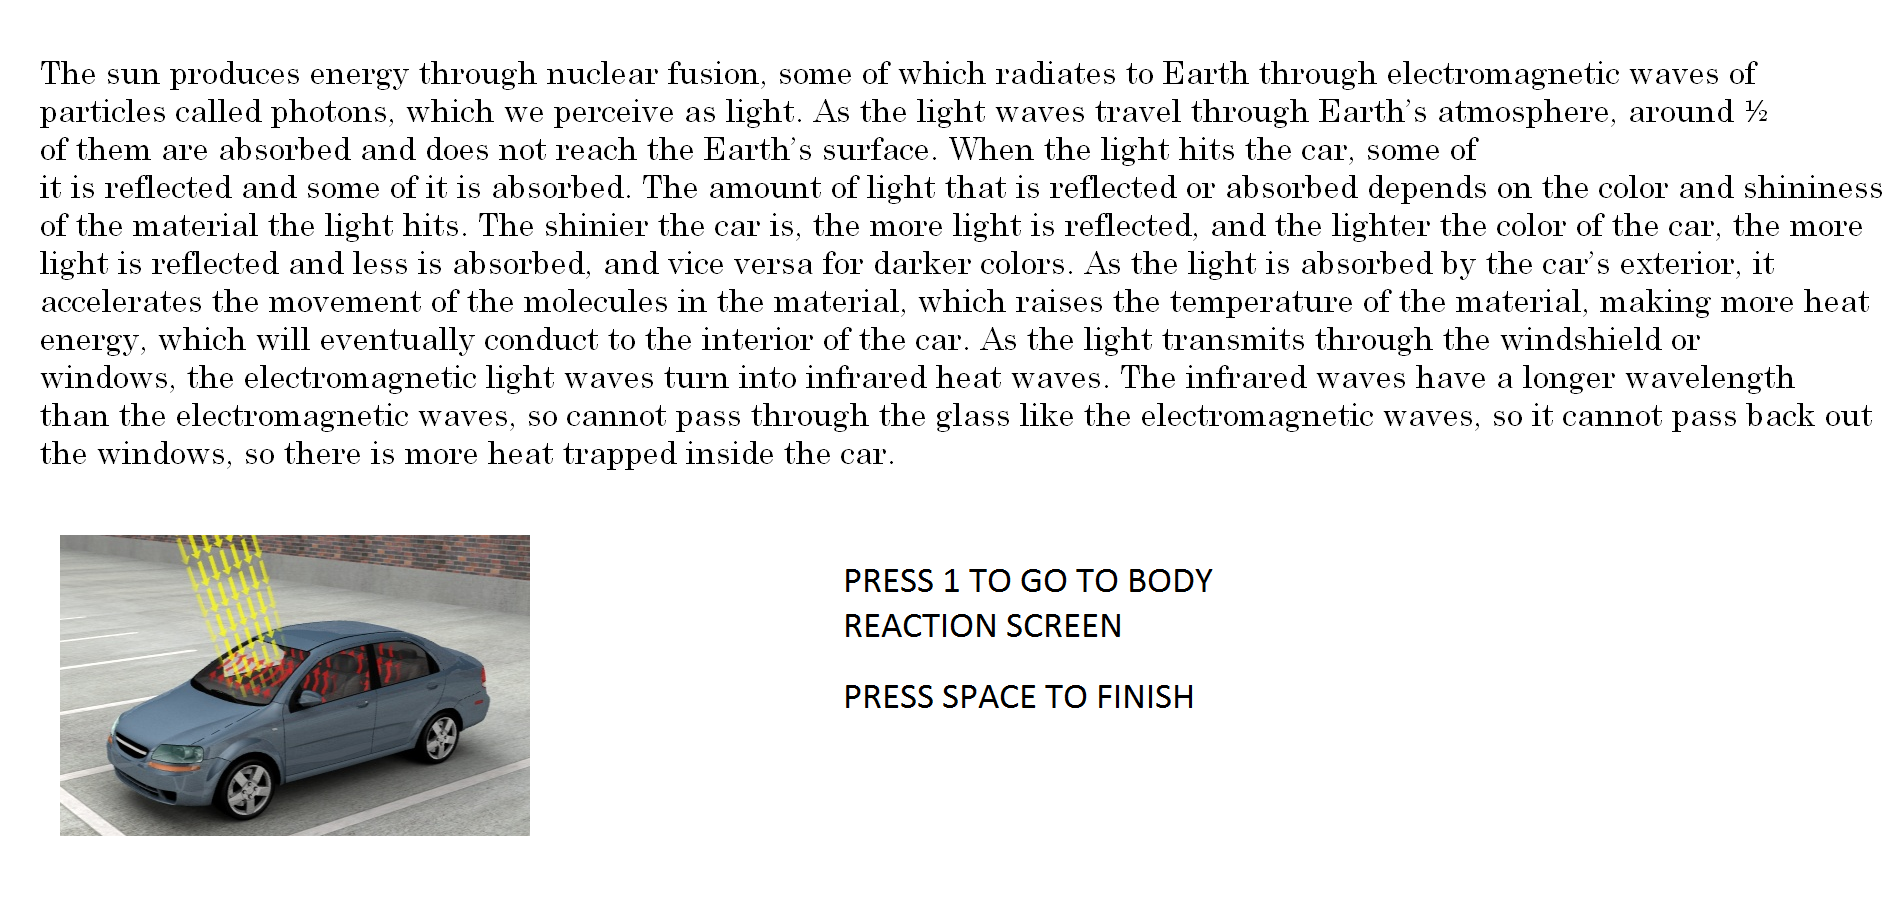 The sun produces energy through nuclear fusion, some of which radiates to Earth through electromagnetic waves of
particles called photons, which we perceive as light. As the light waves travel through Earth's atmosphere, around ½
of them are absorbed and does not reach the Earth's surface. When the light hits the car, some of
it is reflected and some of it is absorbed. The amount of light that is reflected or absorbed depends on the color and shininess
of the material the light hits. The shinier the car is, the more light is reflected, and the lighter the color of the car, the more
light is reflected and less is absorbed, and vice versa for darker colors. As the light is absorbed by the car's exterior, it
accelerates the movement of the molecules in the material, which raises the temperature of the material, making more heat
energy, which will eventually conduct to the interior of the car. As the light transmits through the windshield or
windows, the electromagnetic light waves turn into infrared heat waves. The infrared waves have a longer wavelength
than the electromagnetic waves, so cannot pass through the glass like the electromagnetic waves, so it cannot pass back out
the windows, so there is more heat trapped inside the car.
PRESS 1 TO GO TO BODY
REACTION SCREEN
PRESS SPACE TO FINISH